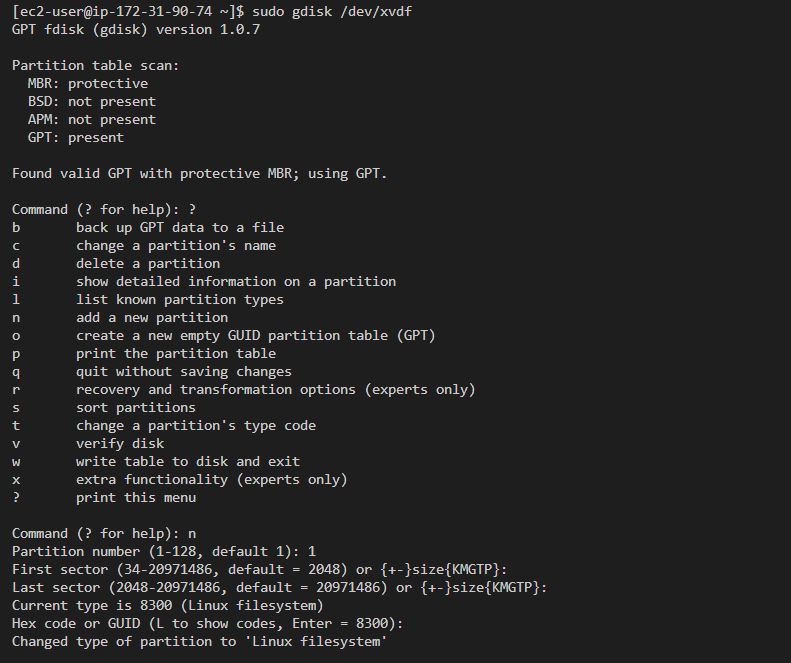 [ec2-user@ip-172-31-90-74 ~]$ sudo gdisk /dev/xvdf
GPT fdisk (gdisk) version 1.0.7
Partition table scan:
  MBR: protective
  BSD: not present
  APM: not present
  GPT: present
Found valid GPT with protective MBR; using GPT.
Command (? for help): ?
b       back up GPT data to a file
c       change a partition's name
d       delete a partition
i       show detailed information on a partition
l       list known partition types
n       add a new partition
o       create a new empty GUID partition table (GPT)
p       print the partition table
q       quit without saving changes
r       recovery and transformation options (experts only)
s       sort partitions
t       change a partition's type code
v       verify disk
w       write table to disk and exit
x       extra functionality (experts only)
?       print this menu
Command (? for help): n
Partition number (1-128, default 1): 1
First sector (34-20971486, default = 2048) or {+-}size{KMGTP}:
Last sector (2048-20971486, default = 20971486) or {+-}size{KMGTP}:
Current type is 8300 (Linux filesystem)
Hex code or GUID (L to show codes, Enter = 8300):
Changed type of partition to 'Linux filesystem'